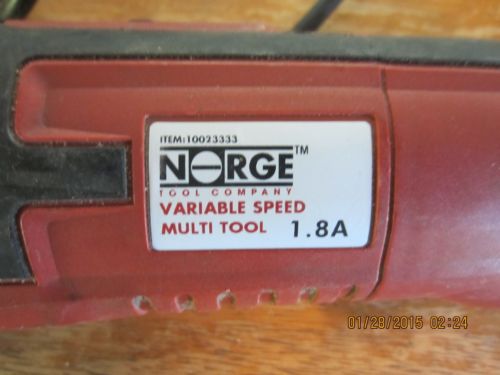 ITEM:10023333
NORGE™
TOOL COMPANY
VARIABLE SPEED
MULTI TOOL 1.8A
01/28/2015 02:24